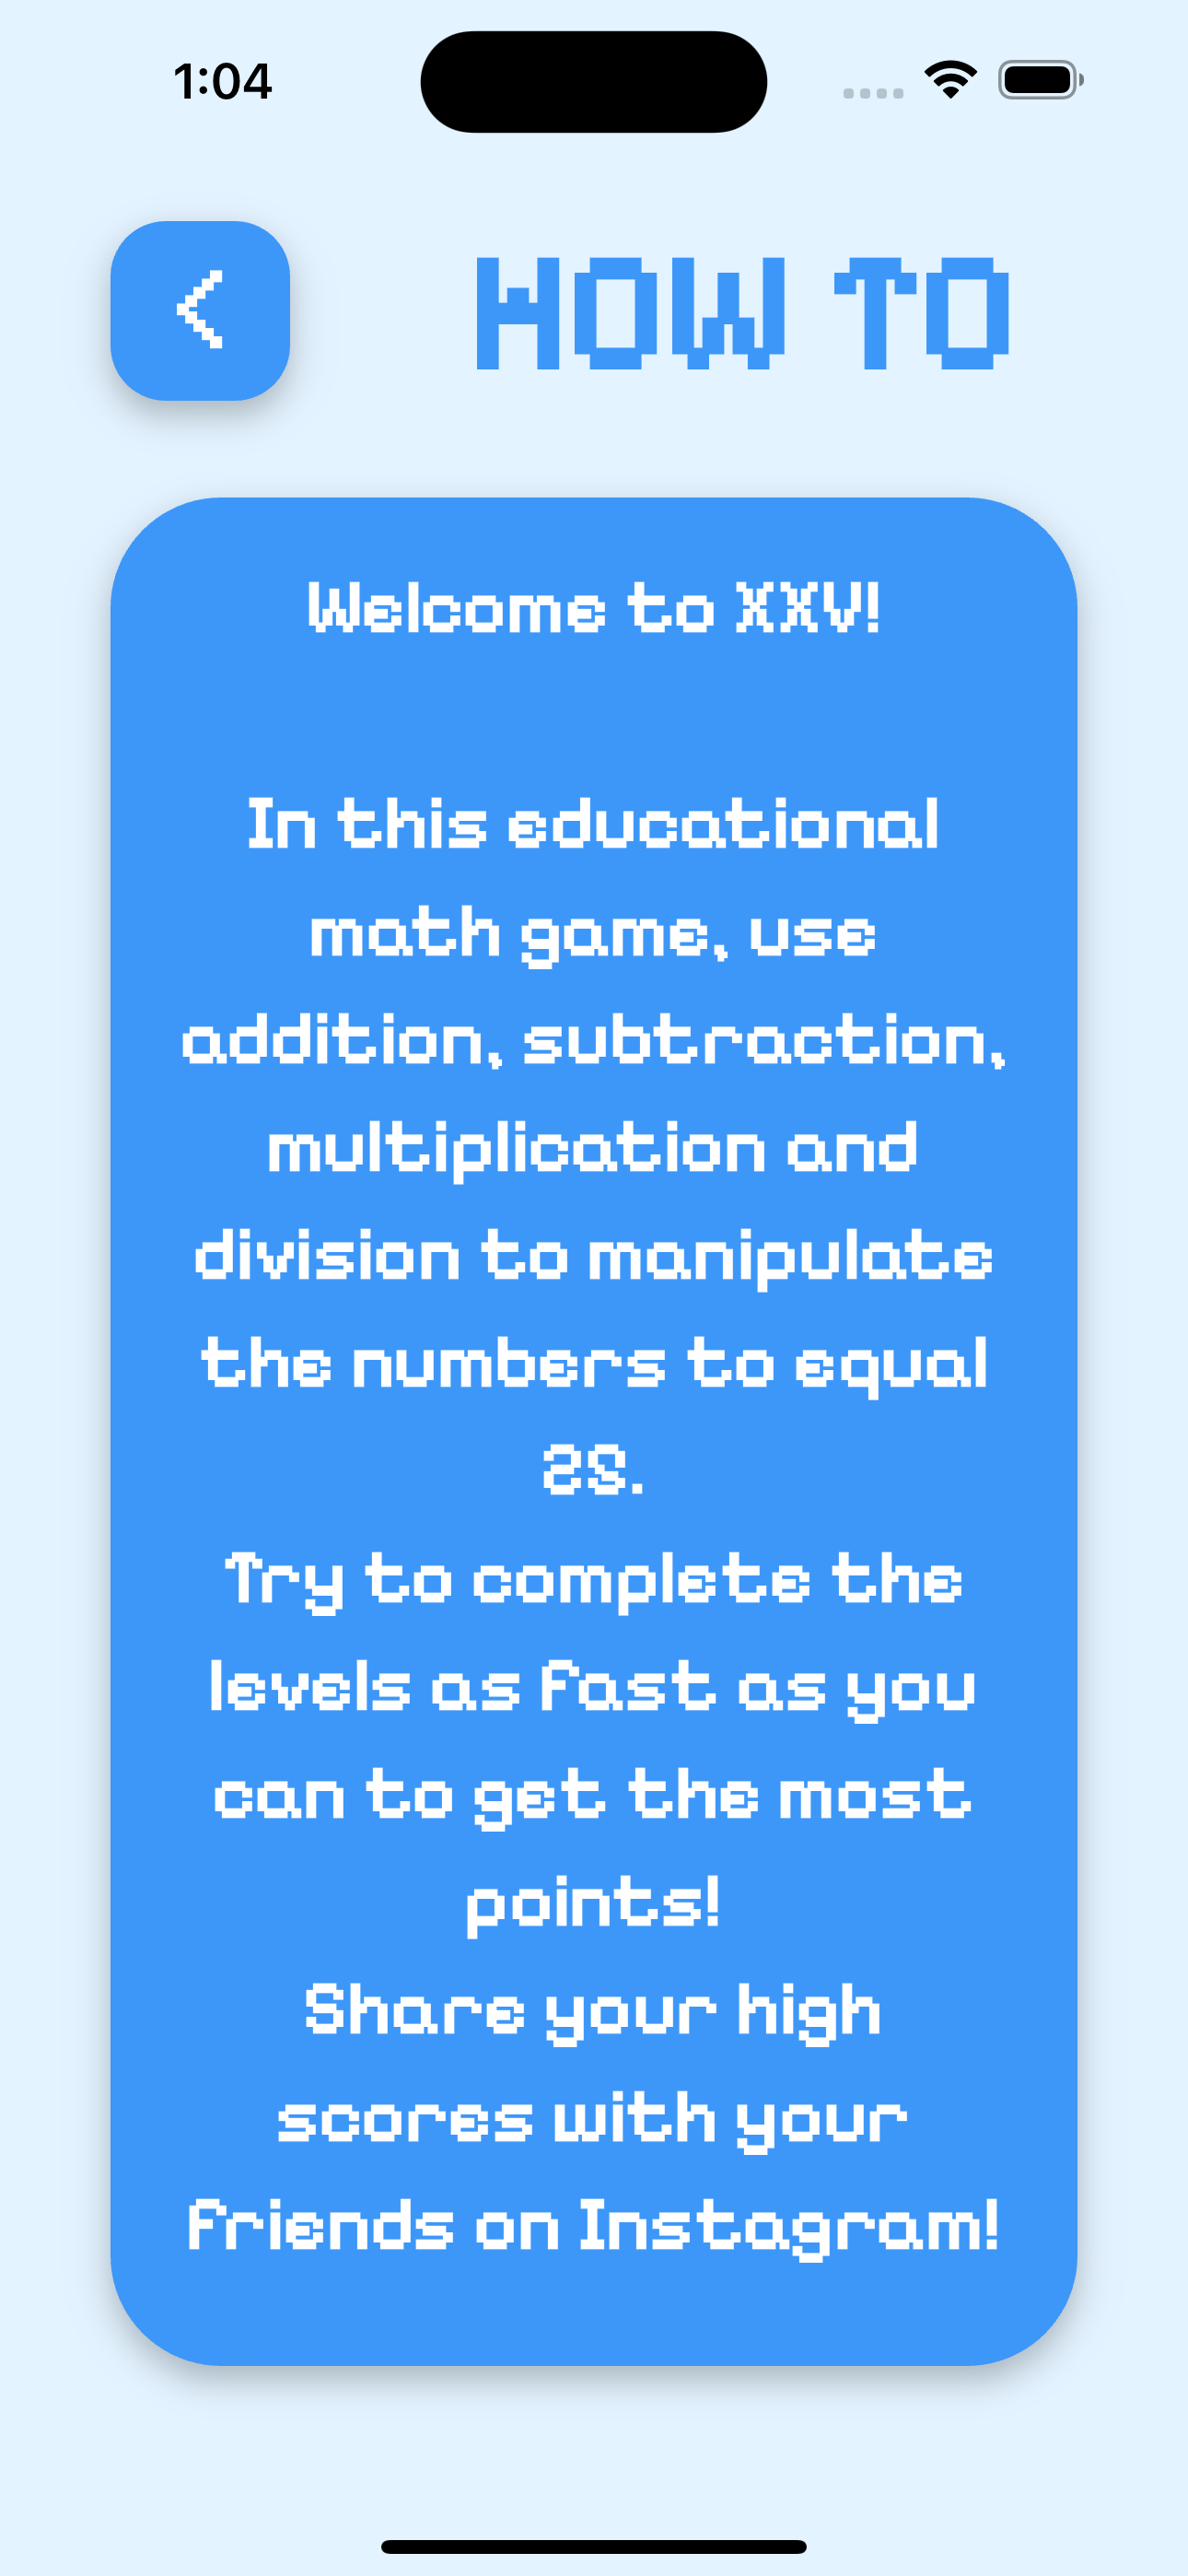 1:04
HOW TO
Welcome to XXV!
In this educational
math game, use
addition, subtraction,
multiplication and
division to manipulate
the numbers to equal
25.
Try to complete the
levels as fast as you
can to get the most
points!
Share your high
scores with your
friends on Instagram!